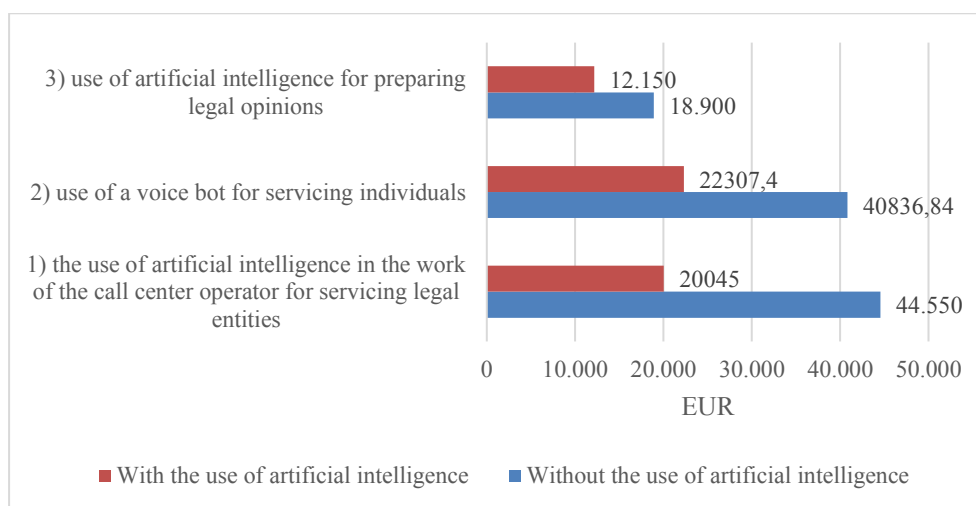 3) use of artificial intelligence for preparing
legal opinions
12.150
18.900
2) use of a voice bot for servicing individuals
22307,4
40836,84
1) the use of artificial intelligence in the work
of the call center operator for servicing legal
entities
20045
44.550
0 10.000 20.000 30.000 40.000 50.000
EUR
With the use of artificial intelligence Without the use of artificial intelligence